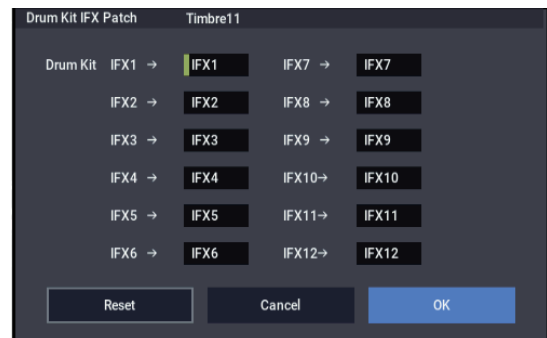 Drum Kit IFX Patch Timbre11
Drum Kit IFX1 → IFX1 IFX7 → IFX7
IFX2 → IFX2 IFX8 → IFX8
IFX3 → IFX3 IFX9 → IFX9
IFX4 → IFX4 IFX10→ IFX10
IFX5 → IFX5 IFX11→ IFX11
IFX6 → IFX6 IFX12→ IFX12
Reset Cancel OK